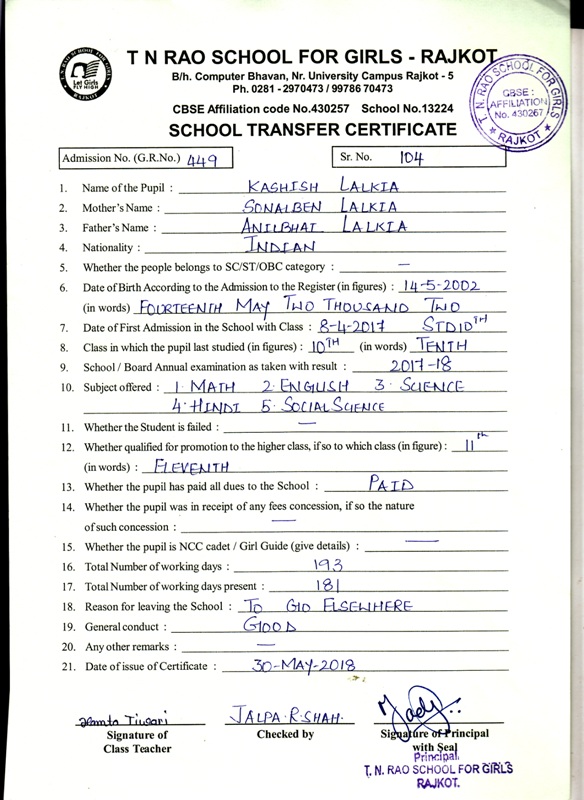 T N RAO SCHOOL FOR GIRLS - RAJKOT
B/h. Computer Bhavan, Nr. University Campus Rajkot - 5
Ph. 0281 - 2970473 / 99786 70473
CBSE Affiliation code No.430257 School No.13224
SCHOOL TRANSFER CERTIFICATE
T N RAO SCHOOL FOR GIRLS
Let Girls
FLY HIGH
RAJKOT
T. N. RAO SCHOOL FOR GIRLS
CBSE:
AFFILIATION
No. 430267
★ RAJKOT ★
Admission No. (G.R.No.) 449 Sr. No. 104
1. Name of the Pupil : KASHISH LALKIA
2. Mother's Name : SONALBEN LALKIA
3. Father's Name : ANILBHAI LALKIA
4. Nationality : INDIAN
5. Whether the people belongs to SC/ST/OBC category : —
6. Date of Birth According to the Admission to the Register (in figures) : 14-5-2002
(in words) FOURTEENTH MAY TWO THOUSAND TWO
7. Date of First Admission in the School with Class : 8-4-2017 STD10TH
8. Class in which the pupil last studied (in figures) : 10TH (in words) TENTH
9. School / Board Annual examination as taken with result : 2017-18
10. Subject offered : 1. MATH 2. ENGLISH 3. SCIENCE
4. HINDI 5. SOCIAL SCIENCE
11. Whether the Student is failed : —
12. Whether qualified for promotion to the higher class, if so to which class (in figure) : 11th
(in words) : ELEVENTH
13. Whether the pupil has paid all dues to the School : PAID
14. Whether the pupil was in receipt of any fees concession, if so the nature
of such concession : —
15. Whether the pupil is NCC cadet / Girl Guide (give details) : —
16. Total Number of working days : 193
17. Total Number of working days present : 181
18. Reason for leaving the School : TO GO ELSEWHERE
19. General conduct : GOOD
20. Any other remarks : —
21. Date of issue of Certificate : 30-MAY-2018
Tiwari JALPA.R.SHAH.
Signature of Checked by Signature of Principal
Class Teacher with Seal
Principal
T. N. RAO SCHOOL FOR GIRLS
RAJKOT.